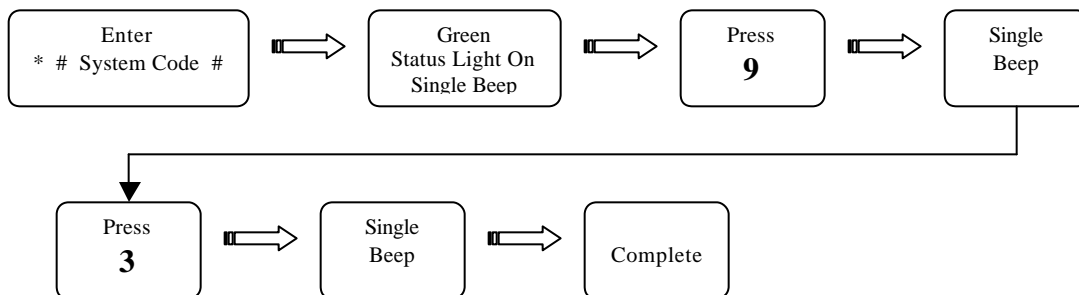 Enter
* # System Code #
Green
Status Light On
Single Beep
Press
9
Single
Beep
Press
3
Single
Beep
Complete